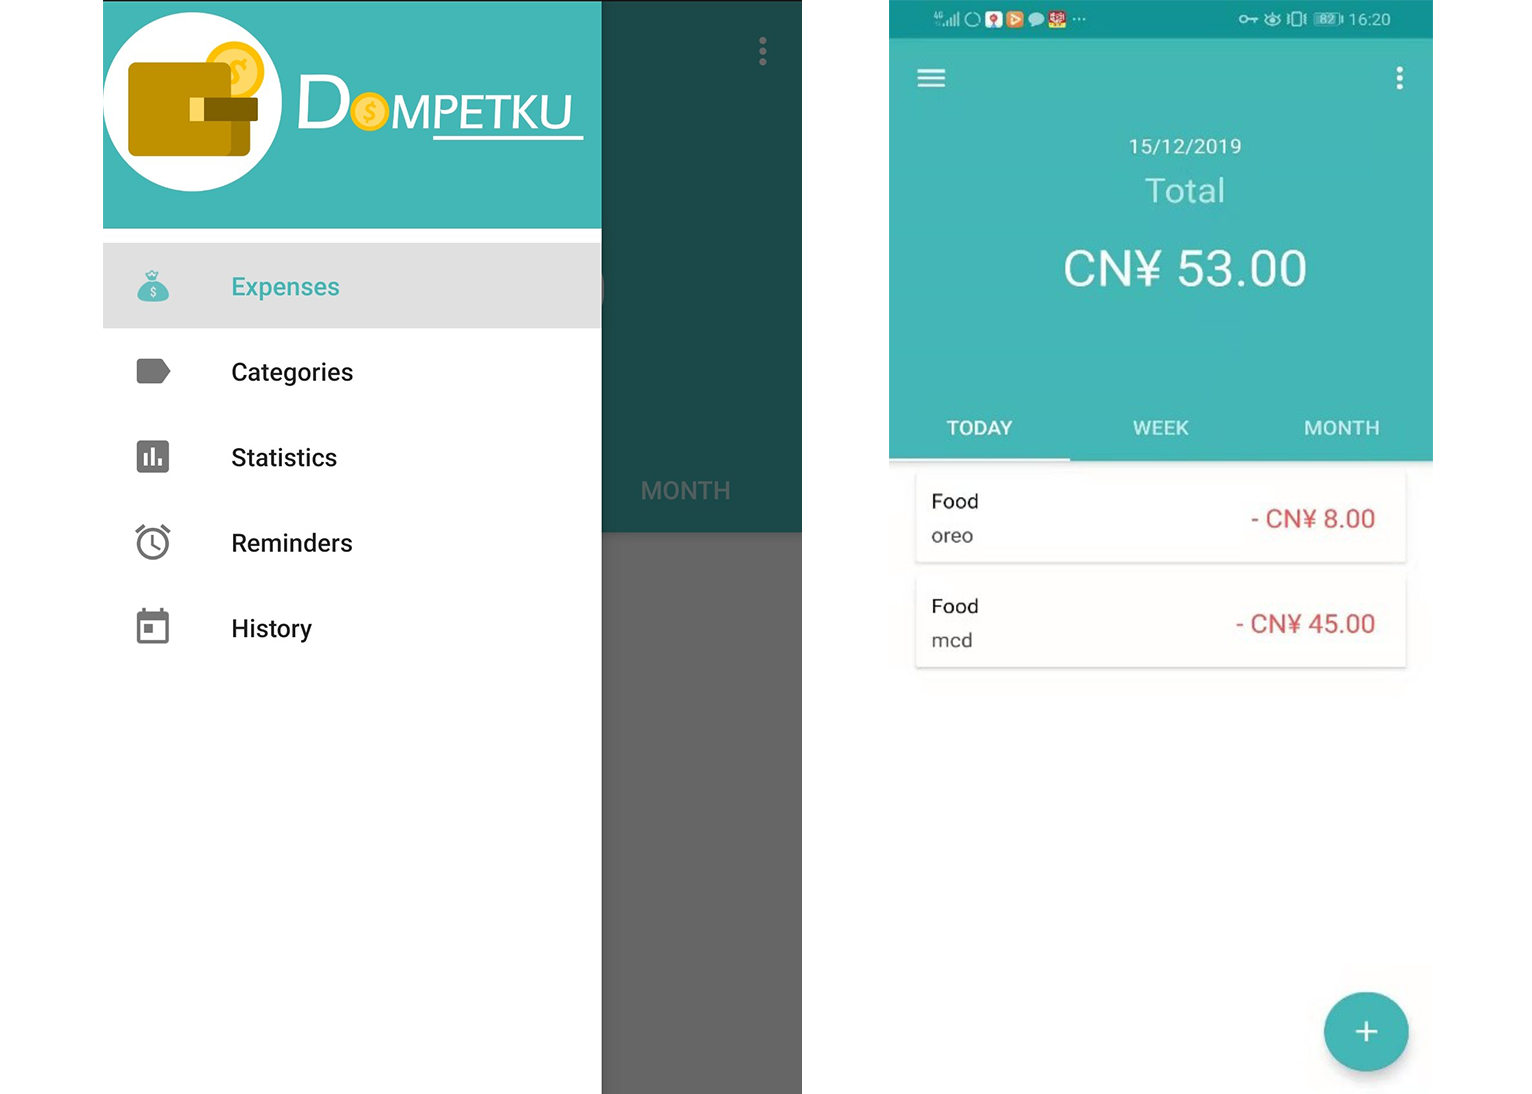 DOMPETKU
Expenses
Categories
Statistics
Reminders
History
MONTH
4G
82
16:20
15/12/2019
Total
CN¥ 53.00
TODAY
WEEK
MONTH
Food
- CN¥ 8.00
oreo
Food
- CN¥ 45.00
mcd